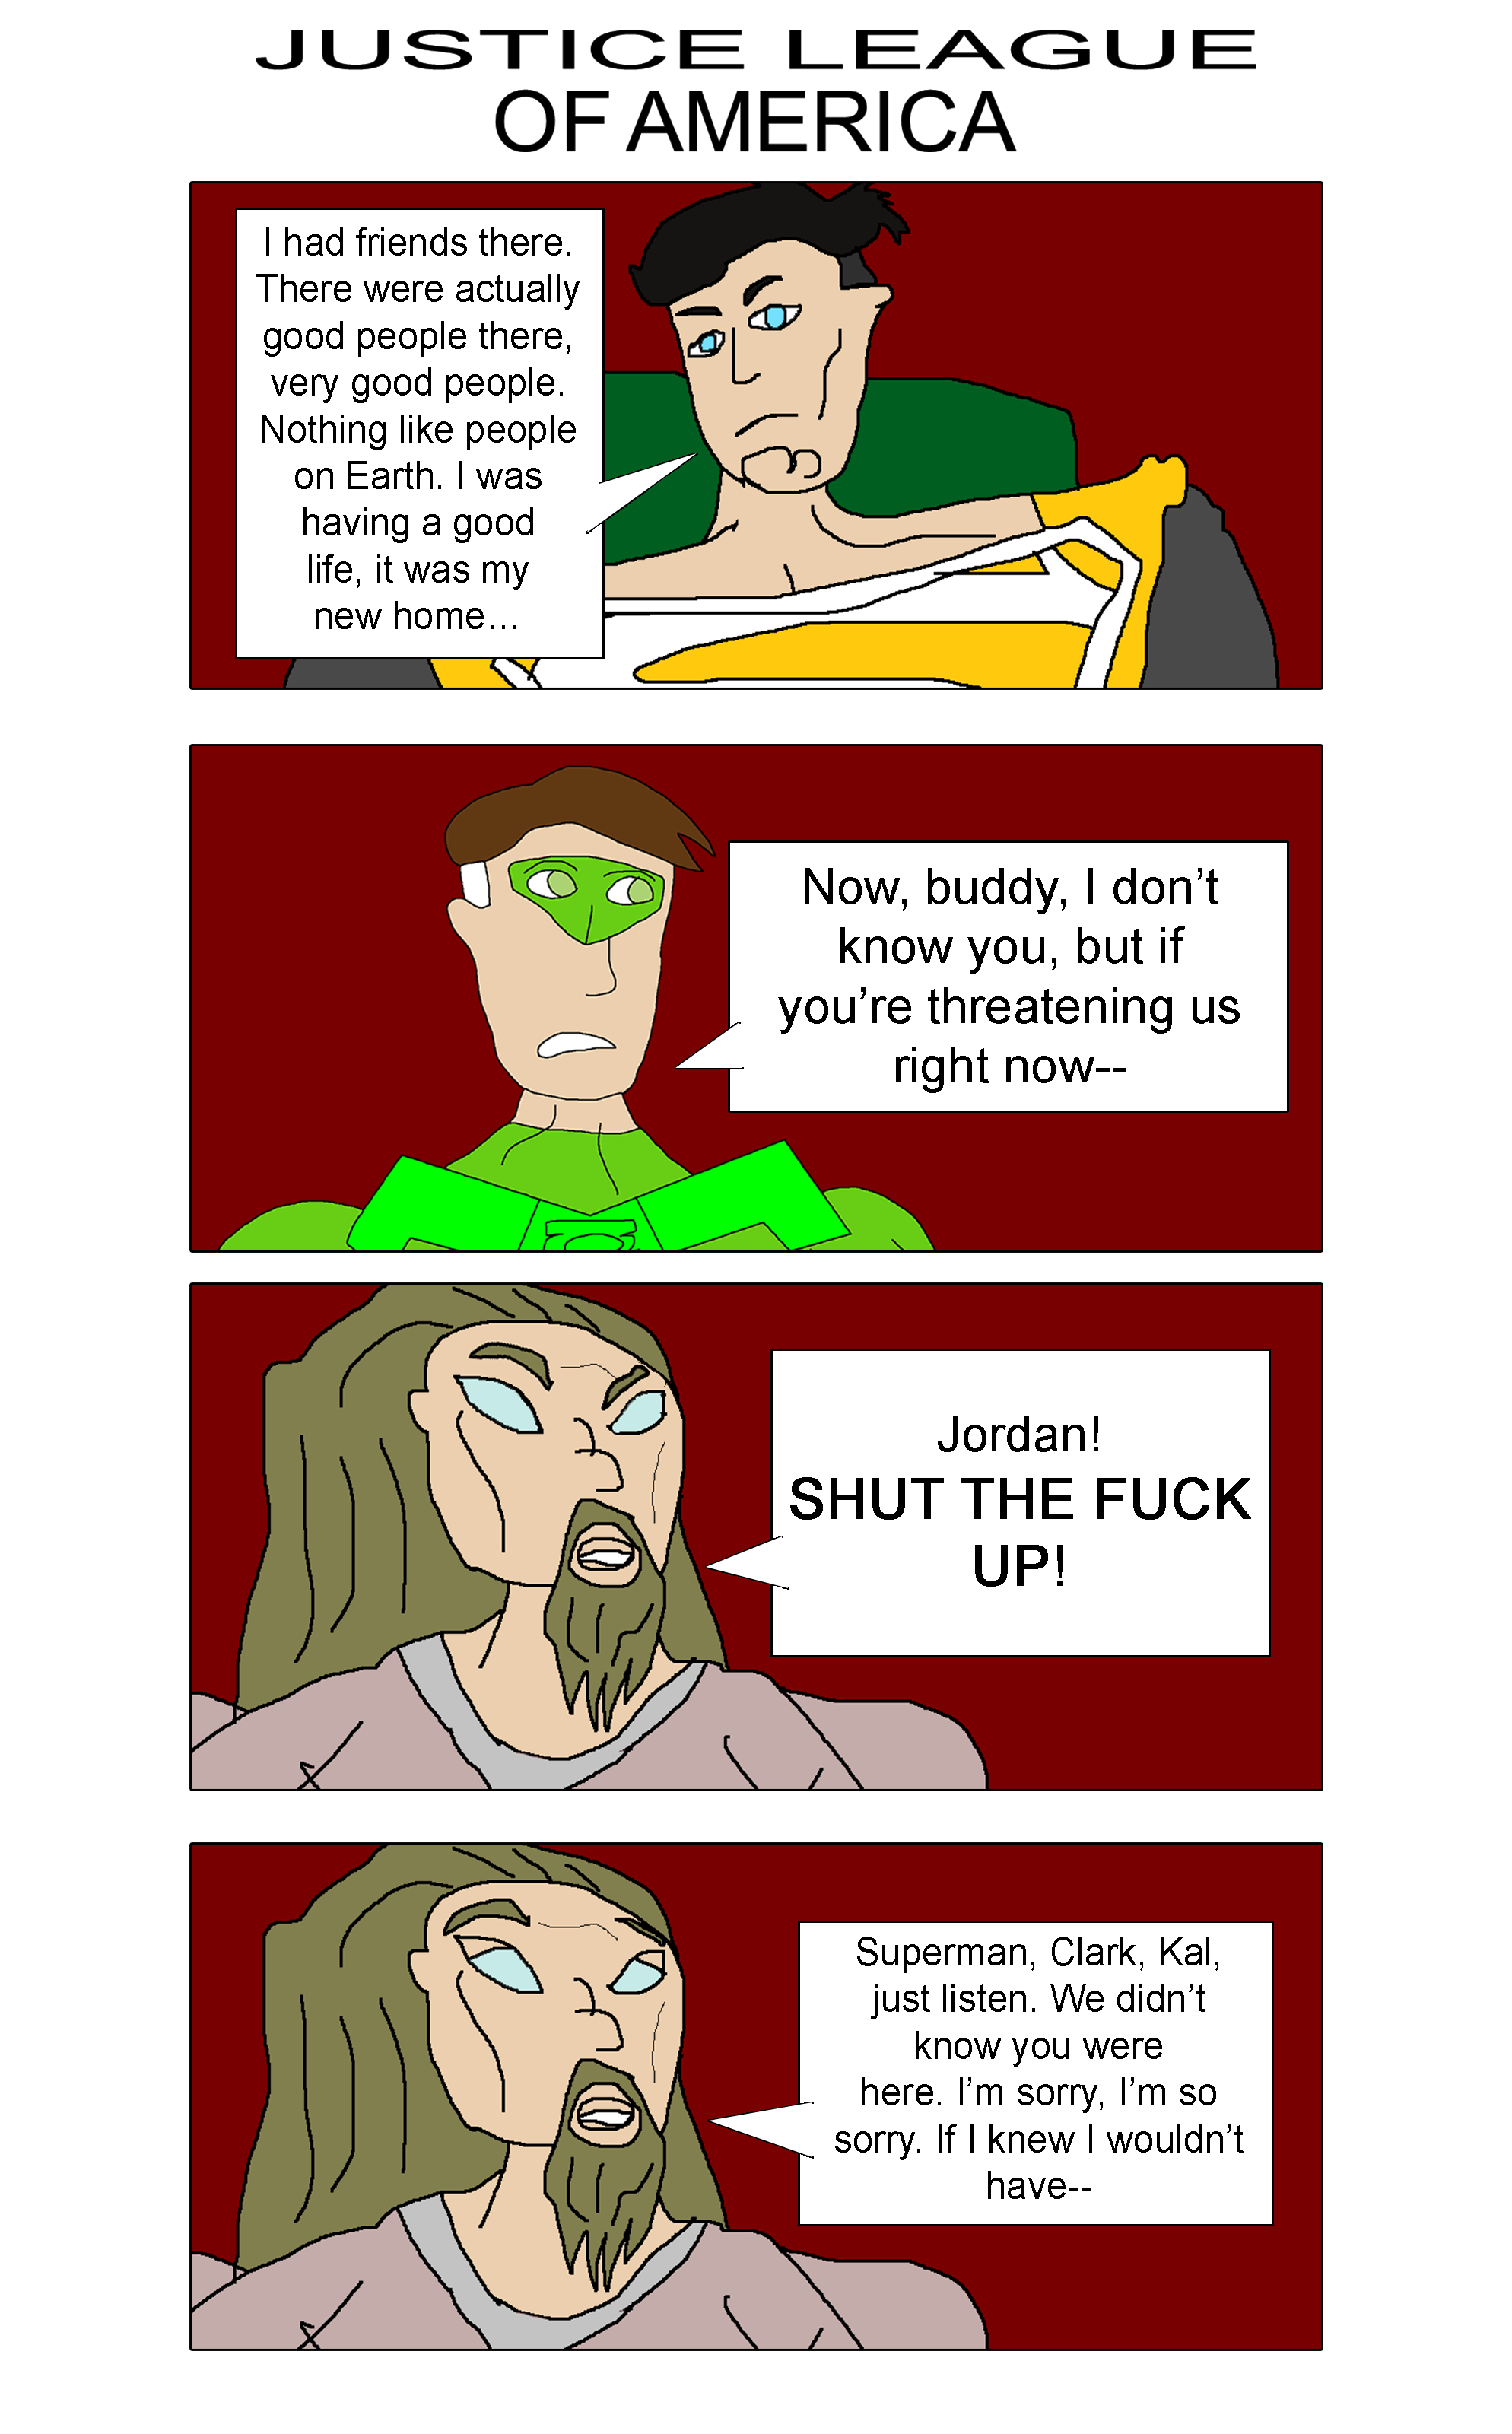 JUSTICE LEAGUE
OF AMERICA
I had friends there.
There were actually
good people there,
very good people.
Nothing like people
on Earth. I was
having a good
life, it was my
new home…
Now, buddy, I don’t
know you, but if
you’re threatening us
right now--
Jordan!
SHUT THE FUCK
UP!
Superman, Clark, Kal,
just listen. We didn’t
know you were
here. I’m sorry, I’m so
sorry. If I knew I wouldn’t
have--